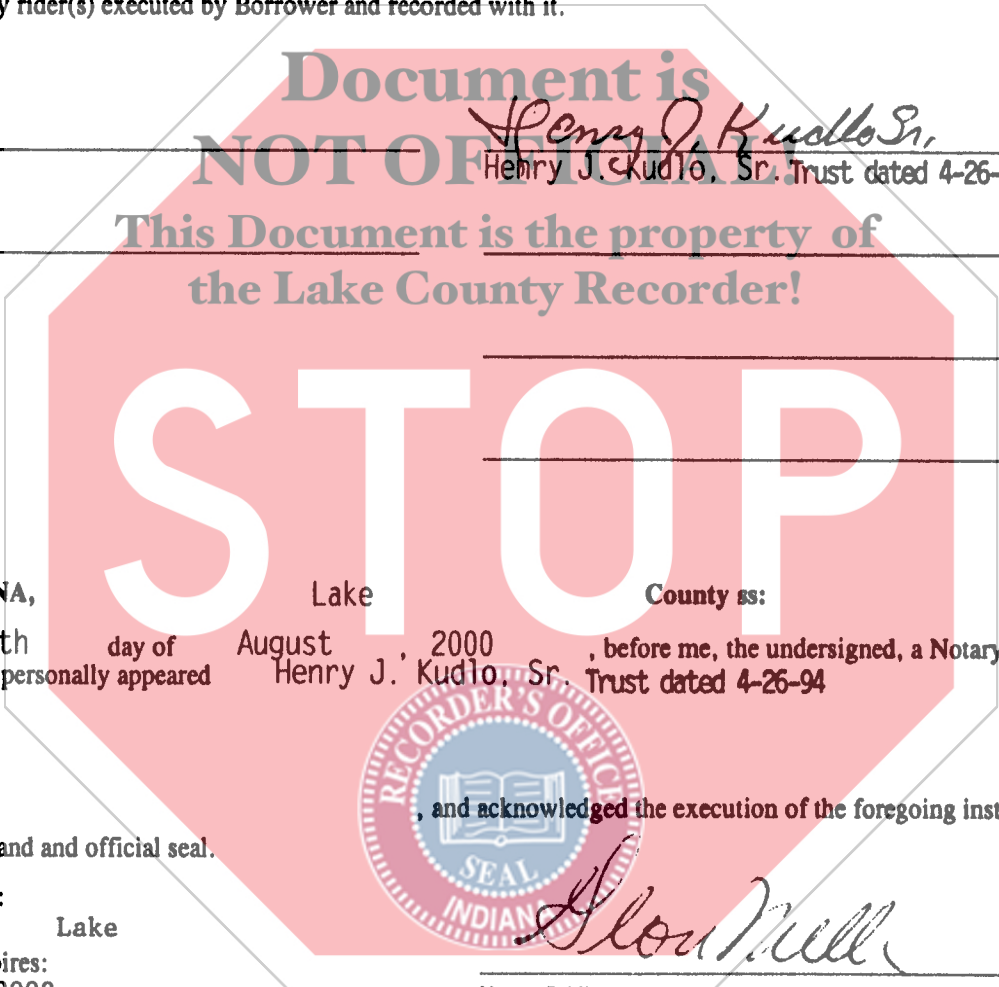 y rider(s) executed by Borrower and recorded with it.
Document is
NOT OFFICIAL!
Henry J. Kudlo Sr.
Henry J. Kudlo, Sr. Trust dated 4-26-
This Document is the property of
the Lake County Recorder!
STOP
NA, Lake County ss:
th day of August , 2000 , before me, the undersigned, a Notary
personally appeared Henry J. Kudlo, Sr. Trust dated 4-26-94
RECORDER'S OFFICE
, and acknowledged the execution of the foregoing inst
and and official seal.
SEAL
INDIANA
:
Lake
ires: